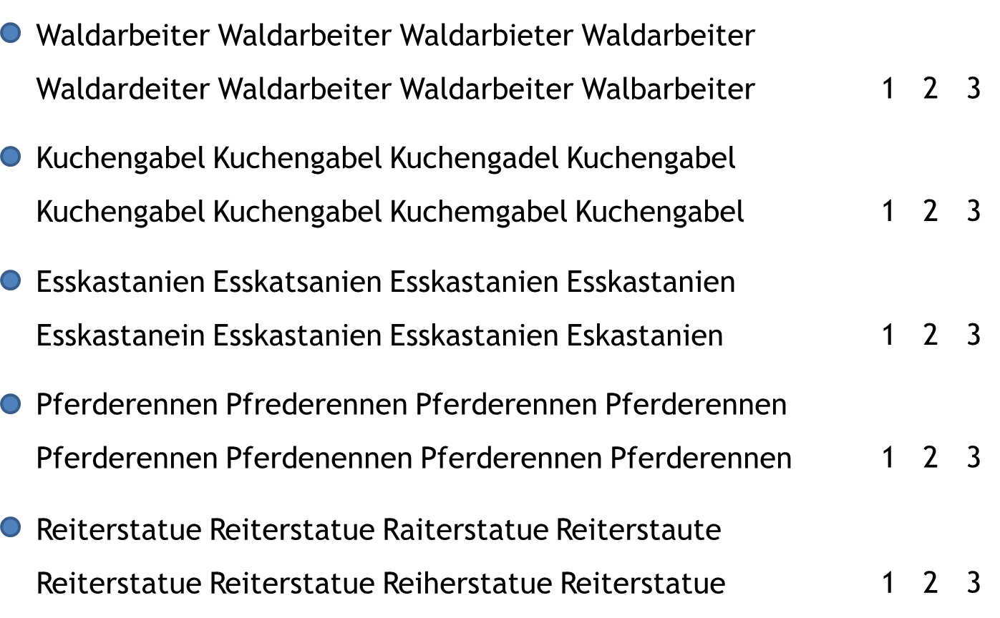 Waldarbeiter Waldarbeiter Waldarbieter Waldarbeiter
Waldardeiter Waldarbeiter Waldarbeiter Walbarbeiter 1 2 3
Kuchengabel Kuchengabel Kuchengadel Kuchengabel
Kuchengabel Kuchengabel Kuchemgabel Kuchengabel 1 2 3
Esskastanien Esskatsanien Esskastanien Esskastanien
Esskastanein Esskastanien Esskastanien Eskastanien 1 2 3
Pferderennen Pfrederennen Pferderennen Pferderennen
Pferderennen Pferdenennen Pferderennen Pferderennen 1 2 3
Reiterstatue Reiterstatue Raiterstatue Reiterstaute
Reiterstatue Reiterstatue Reiherstatue Reiterstatue 1 2 3